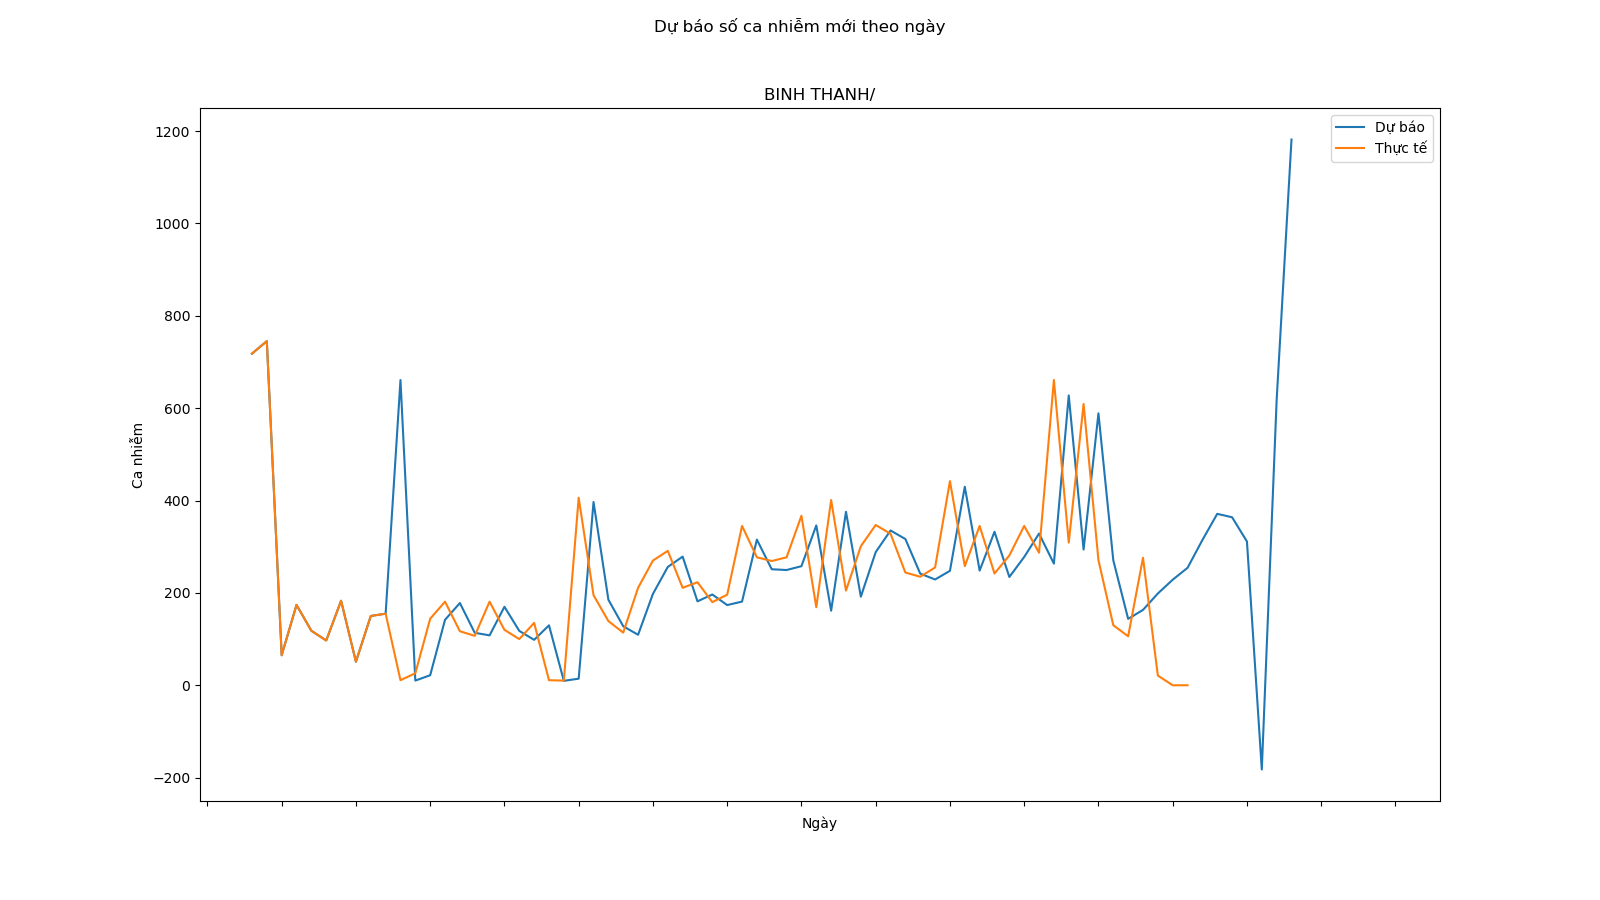 Dự báo số ca nhiễm mới theo ngày
BINH THANH/
Dự báo
Thực tế
1200
1000
800
600
400
200
0
−200
Ca nhiễm
Ngày